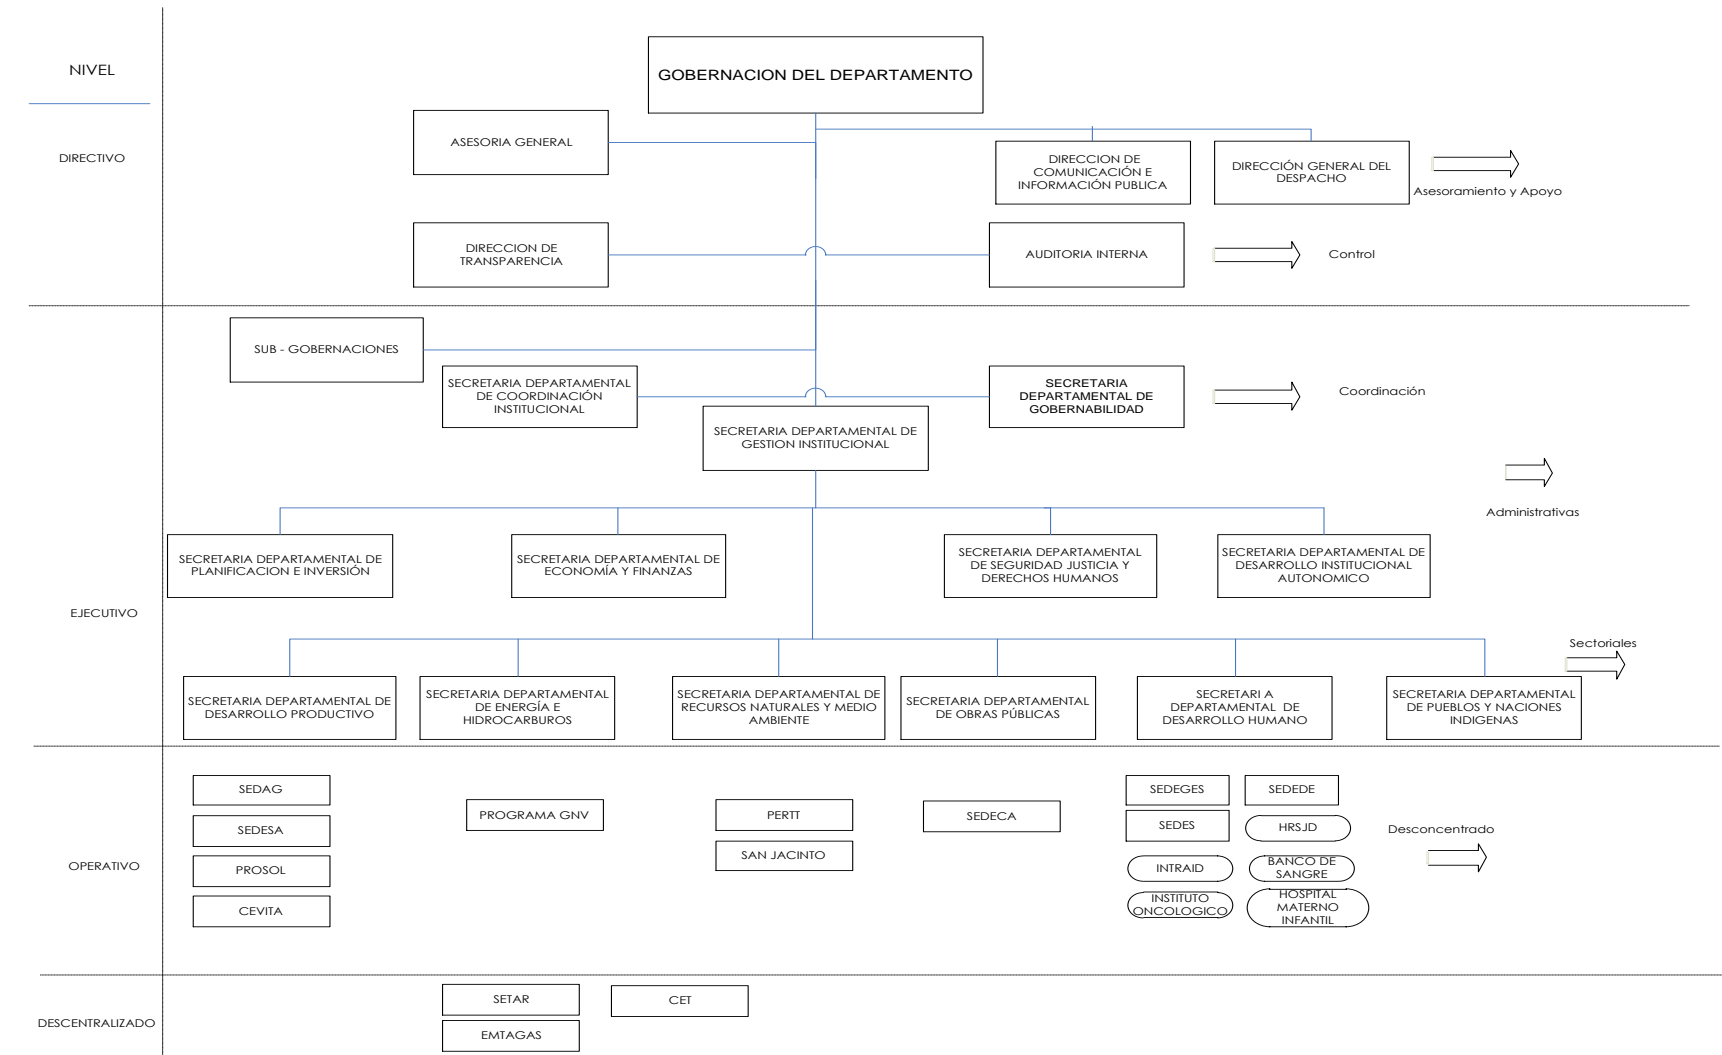 NIVEL
GOBERNACION DEL DEPARTAMENTO
DIRECTIVO
ASESORIA GENERAL
DIRECCION DE
COMUNICACIÓN E
INFORMACIÓN PUBLICA
DIRECCIÓN GENERAL DEL
DESPACHO
Asesoramiento y Apoyo
DIRECCION DE
TRANSPARENCIA
AUDITORIA INTERNA
Control
SUB - GOBERNACIONES
SECRETARIA DEPARTAMENTAL
DE COORDINACIÓN
INSTITUCIONAL
SECRETARIA
DEPARTAMENTAL DE
GOBERNABILIDAD
Coordinación
SECRETARIA DEPARTAMENTAL DE
GESTION INSTITUCIONAL
Administrativas
SECRETARIA DEPARTAMENTAL DE
PLANIFICACION E INVERSIÓN
SECRETARIA DEPARTAMENTAL DE
ECONOMÍA Y FINANZAS
SECRETARIA DEPARTAMENTAL
DE SEGURIDAD JUSTICIA Y
DERECHOS HUMANOS
SECRETARIA DEPARTAMENTAL DE
DESARROLLO INSTITUCIONAL
AUTONOMICO
EJECUTIVO
Sectoriales
SECRETARIA DEPARTAMENTAL DE
DESARROLLO PRODUCTIVO
SECRETARIA DEPARTAMENTAL
DE ENERGÍA E
HIDROCARBUROS
SECRETARIA DEPARTAMENTAL DE
RECURSOS NATURALES Y MEDIO
AMBIENTE
SECRETARIA DEPARTAMENTAL
DE OBRAS PÚBLICAS
SECRETARI A
DEPARTAMENTAL DE
DESARROLLO HUMANO
SECRETARIA DEPARTAMENTAL
DE PUEBLOS Y NACIONES
INDIGENAS
OPERATIVO
SEDAG
SEDESA
PROSOL
CEVITA
PROGRAMA GNV
PERTT
SAN JACINTO
SEDECA
SEDEGES
SEDEDE
SEDES
HRSJD
INTRAID
BANCO DE
SANGRE
INSTITUTO
ONCOLOGICO
HOSPITAL
MATERNO
INFANTIL
Desconcentrado
DESCENTRALIZADO
SETAR
CET
EMTAGAS